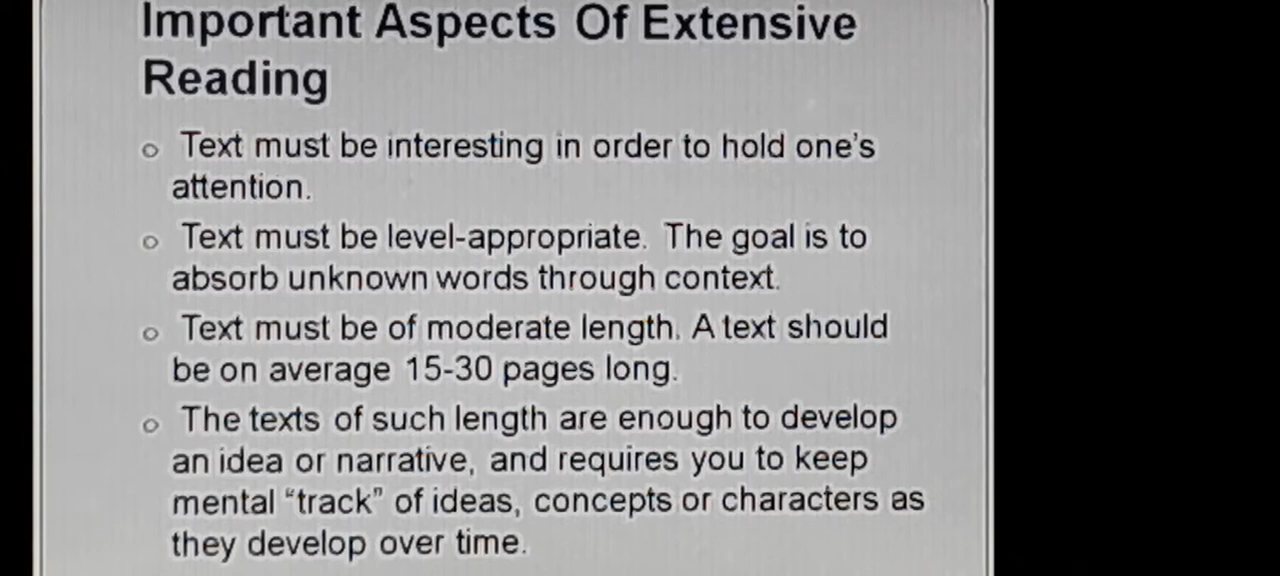 Important Aspects Of Extensive
Reading
o Text must be interesting in order to hold one's
attention.
o Text must be level-appropriate. The goal is to
absorb unknown words through context.
o Text must be of moderate length. A text should
be on average 15-30 pages long.
o The texts of such length are enough to develop
an idea or narrative, and requires you to keep
mental “track” of ideas, concepts or characters as
they develop over time.